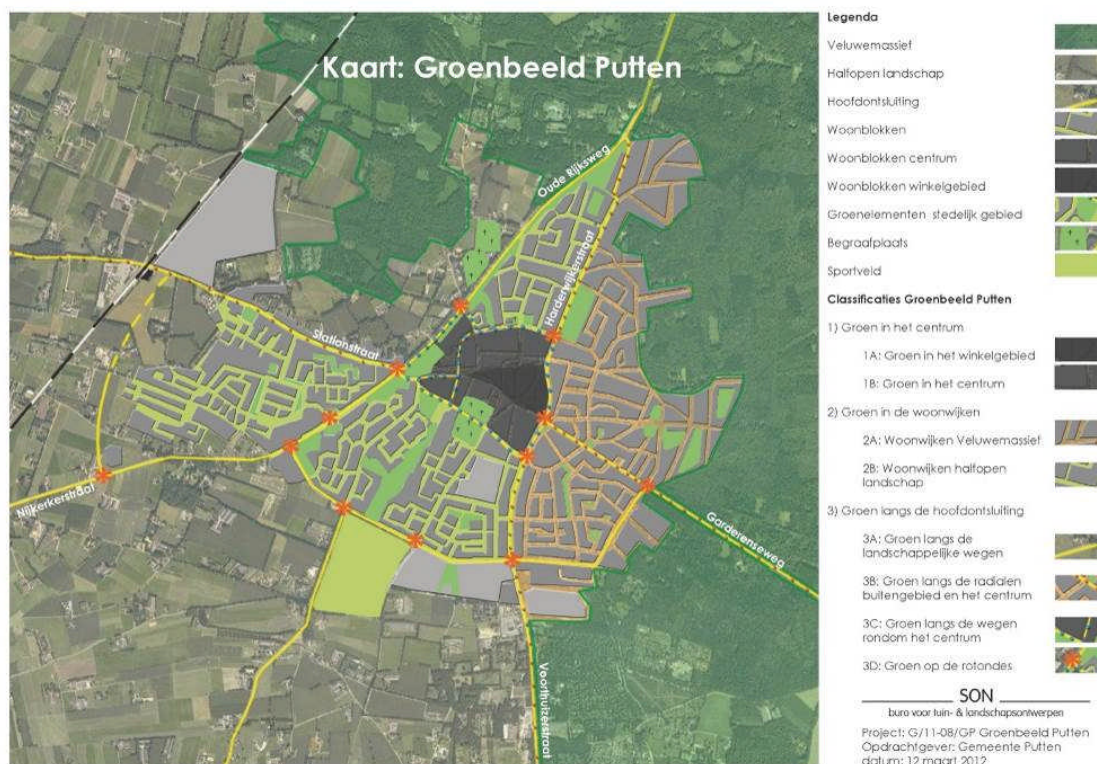 Kaart: Groenbeeld Putten
Oude Rijksweg
Harderwijkerstraat
Stationstraat
Nijkerkerstraat
Garderenseweg
Voorthuizerstraat
Legenda
Veluwemassief
Halfopen landschap
Hoofdontsluiting
Woonblokken
Woonblokken centrum
Woonblokken winkelgebied
Groenelementen stedelijk gebied
Begraafplaats
Sportveld
Classificaties Groenbeeld Putten
1) Groen in het centrum
1A: Groen in het winkelgebied
1B: Groen in het centrum
2) Groen in de woonwijken
2A: Woonwijken Veluwemassief
2B: Woonwijken halfopen
landschap
3) Groen langs de hoofdontsluiting
3A: Groen langs de
landschappelijke wegen
3B: Groen langs de radialen
buitengebied en het centrum
3C: Groen langs de wegen
rondom het centrum
3D: Groen op de rotondes
SON
buro voor tuin- & landschapsontwerpen
Project: G/11-08/GP Groenbeeld Putten
Opdrachtgever: Gemeente Putten
datum: 12 maart 2012